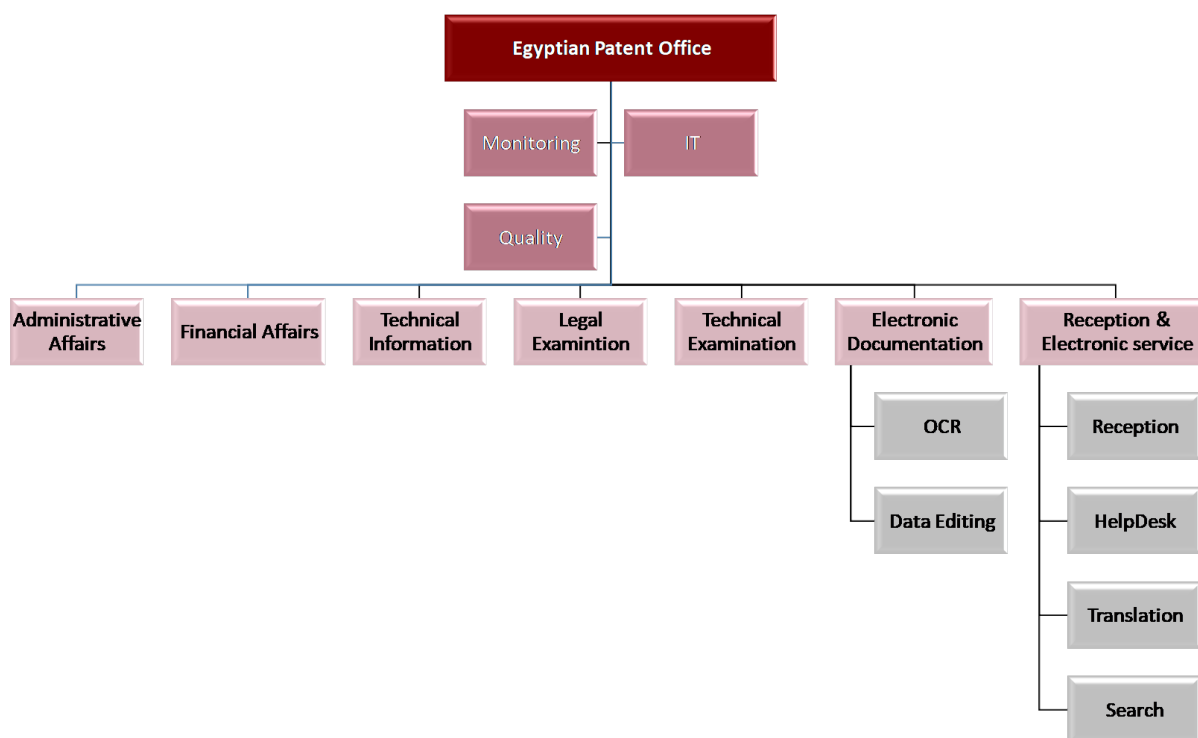 Egyptian Patent Office
Monitoring
IT
Quality
Administrative
Affairs
Financial Affairs
Technical
Information
Legal
Examintion
Technical
Examination
Electronic
Documentation
Reception &
Electronic service
OCR
Data Editing
Reception
HelpDesk
Translation
Search